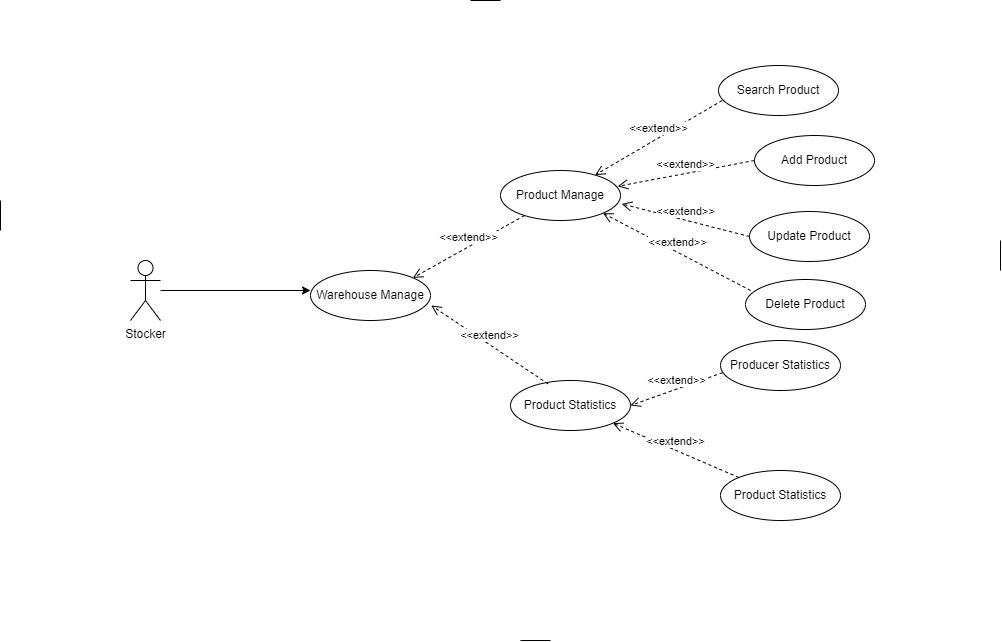 Search Product
<<extend>>
Add Product
<<extend>>
Product Manage
<<extend>>
Update Product
<<extend>>
<<extend>>
Delete Product
Warehouse Manage
Stocker
<<extend>>
Producer Statistics
<<extend>>
Product Statistics
<<extend>>
Product Statistics